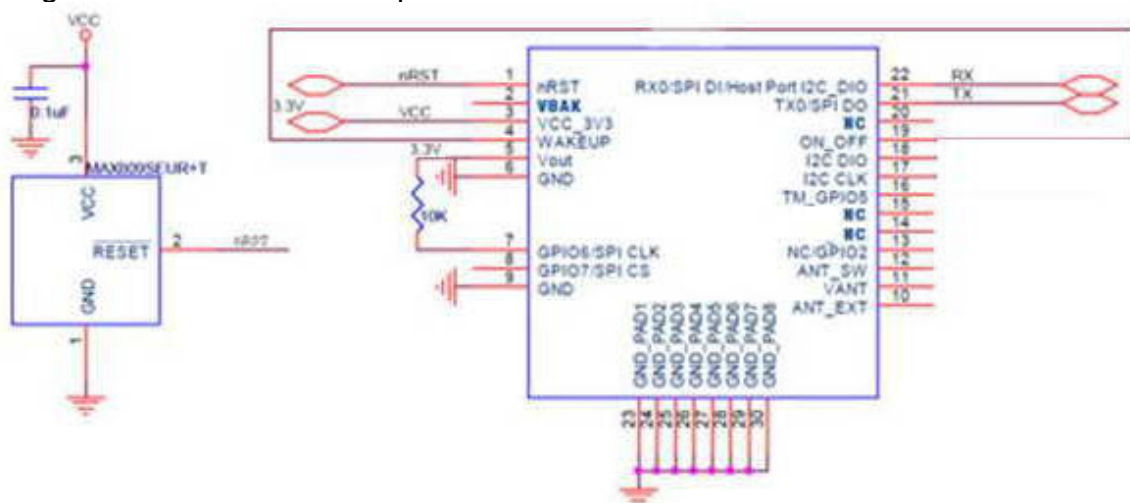 VCC
0.1uF
3
VCC
RESET
2
nRST
GND
1
nRST
3.3V
VCC
3.3V
10K
1
2
3
4
5
6
7
8
9
nRST
VBAK
VCC_3V3
WAKEUP
Vout
GND
GPIO6/SPI CLK
GPIO7/SPI CS
GND
RX0/SPI DI/Host Port I2C_DIO
TX0/SPI DO
NC
ON_OFF
I2C DIO
I2C CLK
TM_GPIO5
NC
NC
NC/GPIO2
ANT_SW
VANT
ANT_EXT
22
21
20
19
18
17
16
15
14
13
12
11
10
RX
TX
GND_PAD1
GND_PAD2
GND_PAD3
GND_PAD4
GND_PAD5
GND_PAD6
GND_PAD7
GND_PAD8
23
24
25
26
27
28
29
30